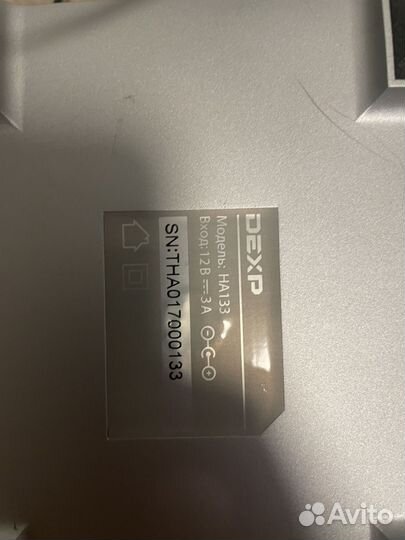 DEXP
Модель: HA133
Вход: 12 В ⎓ 3 А
SN:THA017000133
Avito